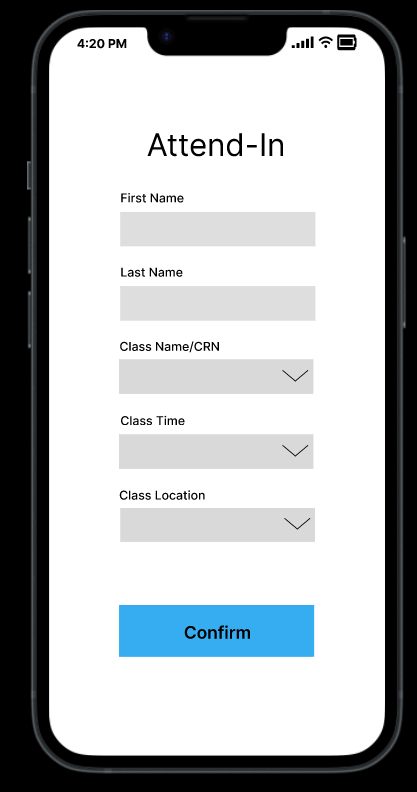 4:20 PM
Attend-In
First Name
Last Name
Class Name/CRN
Class Time
Class Location
Confirm